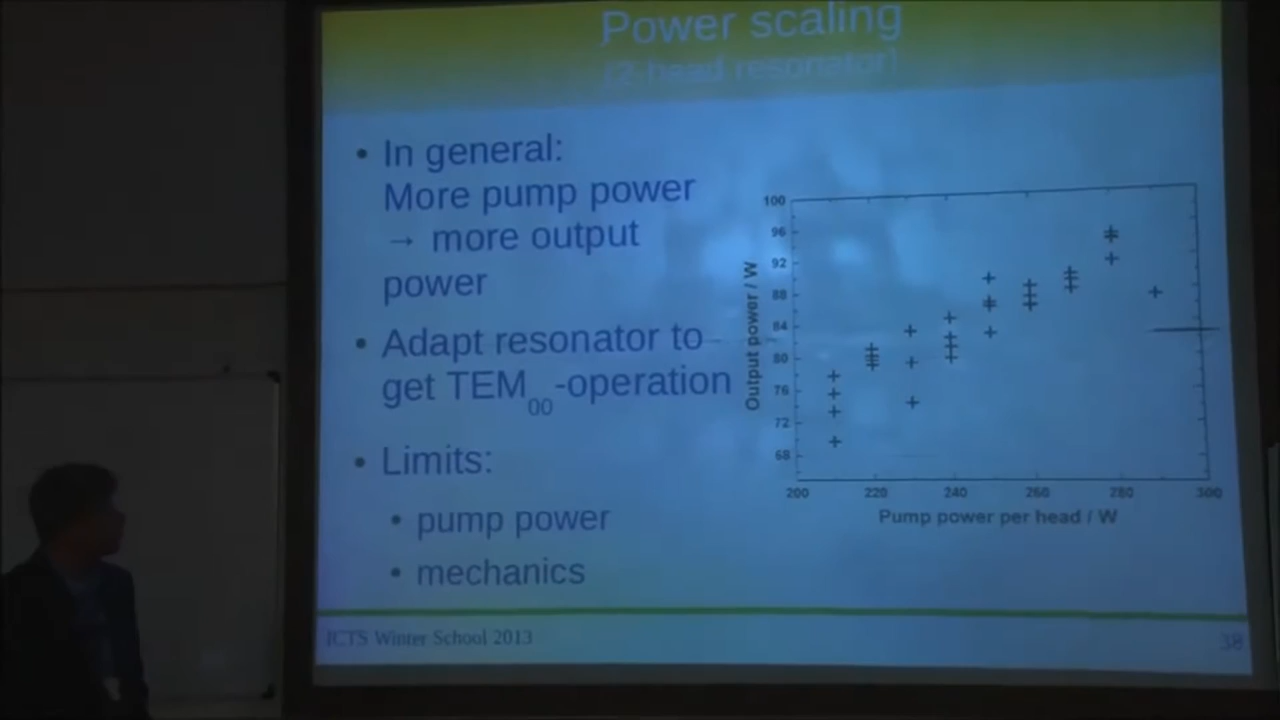 Power scaling
(2-head resonator)
• In general:
More pump power
→ more output
power
• Adapt resonator to
get TEM00-operation
• Limits:
• pump power
• mechanics
100
96
92
88
84
80
76
72
68
Output power / W
200 220 240 260 280 300
Pump power per head / W
ICTS Winter School 2013
38